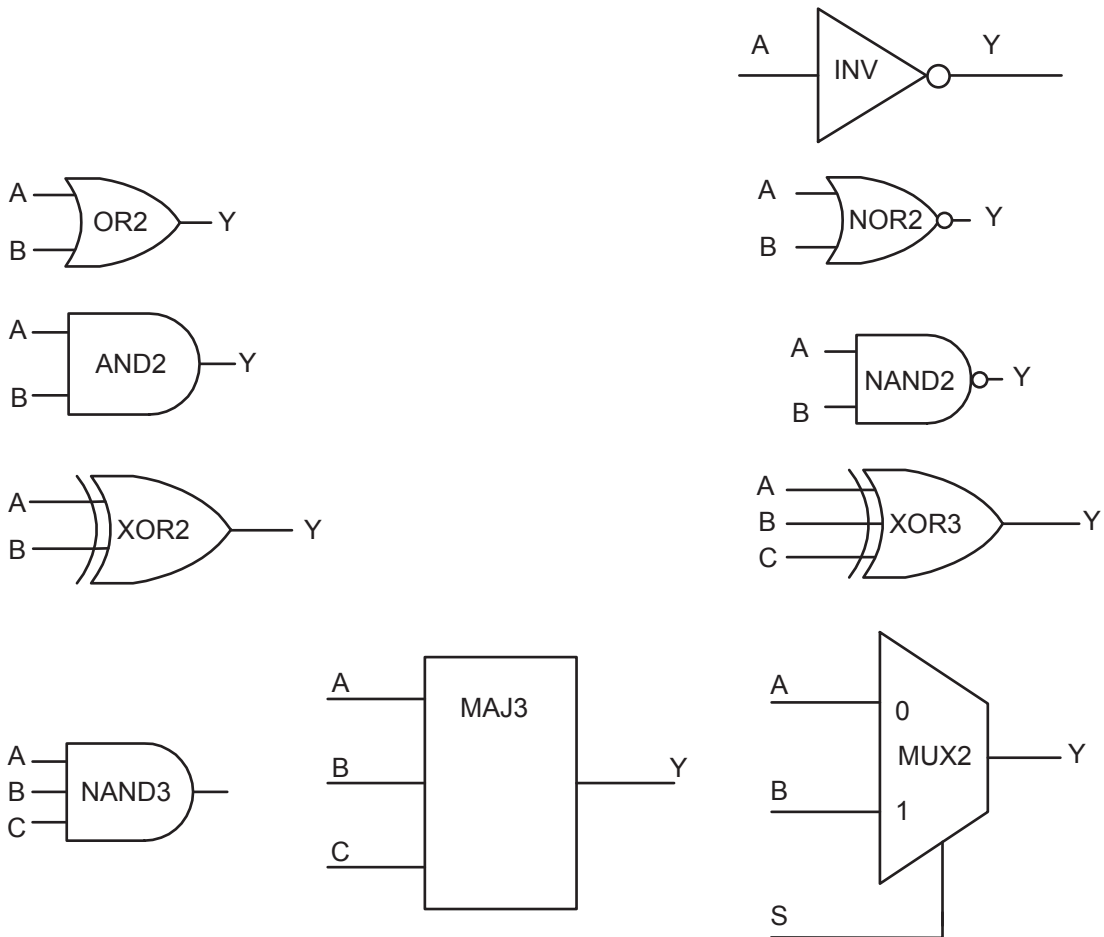 A INV Y
A OR2 Y
B
A NOR2 Y
B
A AND2 Y
B
A NAND2 Y
B
A XOR2 Y
B
A XOR3 Y
B
C
A
B NAND3
C
A MAJ3
B Y
C
A 0
MUX2 Y
B 1
S